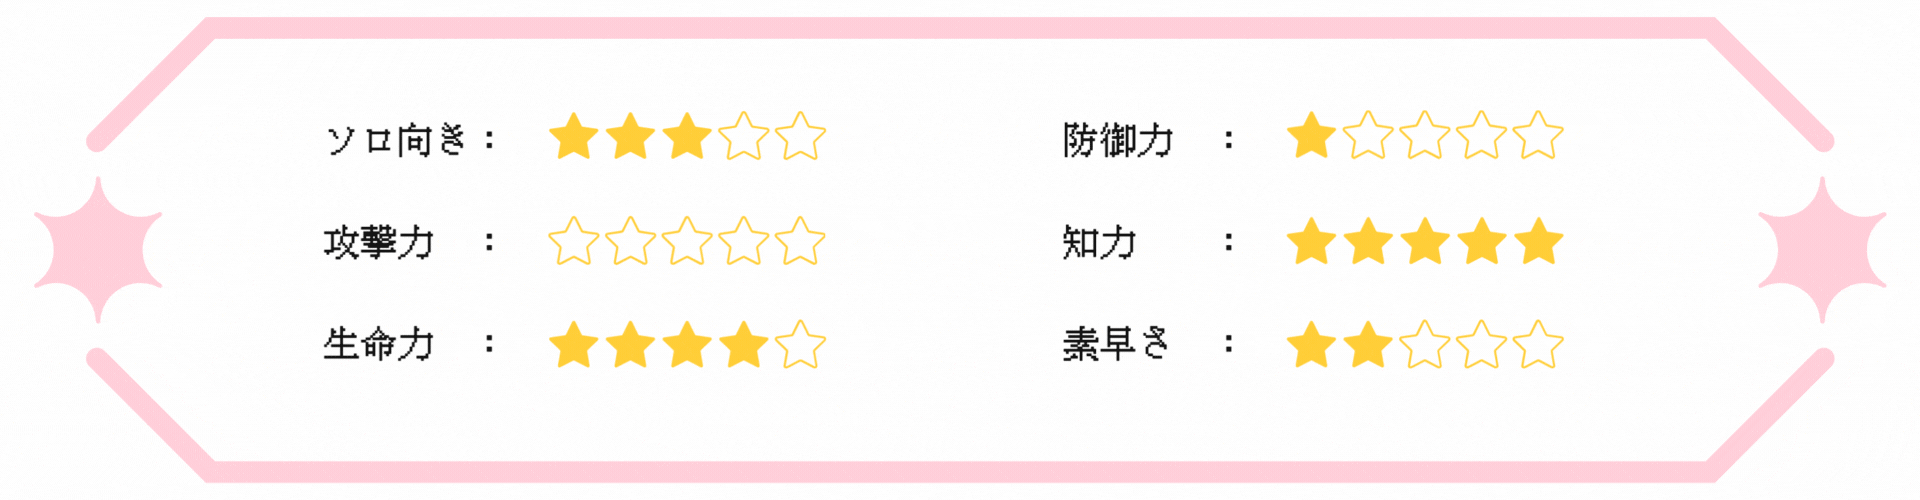 ソロ向き： ★★★☆☆
攻撃力　： ☆☆☆☆☆
生命力　： ★★★★☆
防御力　： ★☆☆☆☆
知力　　： ★★★★★
素早さ　： ★★☆☆☆